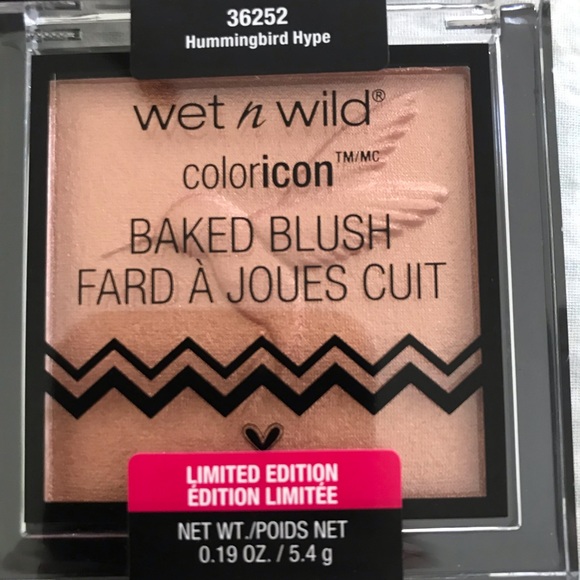 36252
Hummingbird Hype
wet n wild®
coloricon™/MC
BAKED BLUSH
FARD À JOUES CUIT
LIMITED EDITION
ÉDITION LIMITÉE
NET WT./POIDS NET
0.19 OZ. / 5.4 g